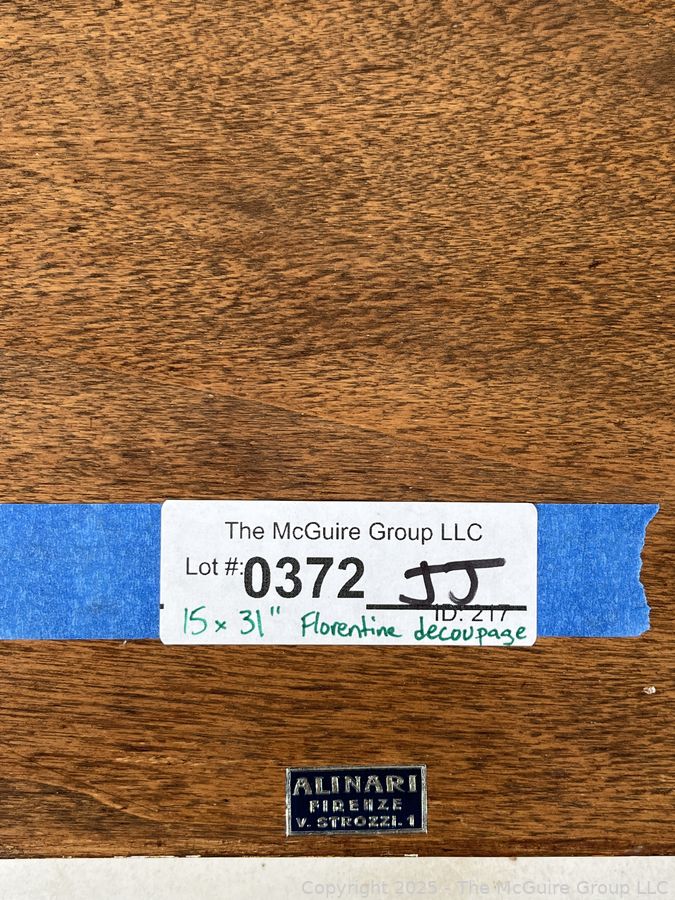 The McGuire Group LLC
Lot #: 0372 JJ
ID: 217
15 x 31" Florentine decoupage
ALINARI
FIRENZE
V. STROZZI. 1
Copyright 2025 - The McGuire Group LLC